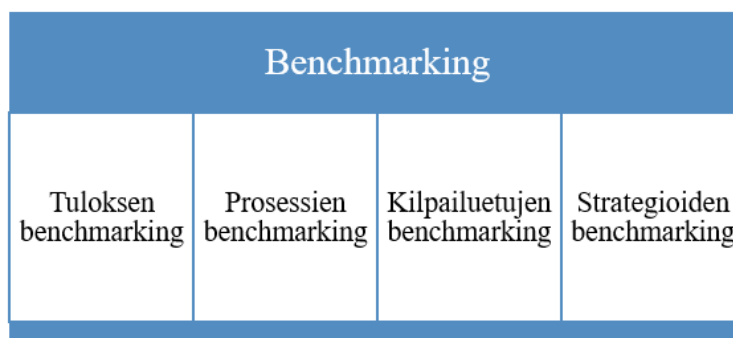 Benchmarking
Tuloksen
benchmarking
Prosessien
benchmarking
Kilpailuetujen
benchmarking
Strategioiden
benchmarking